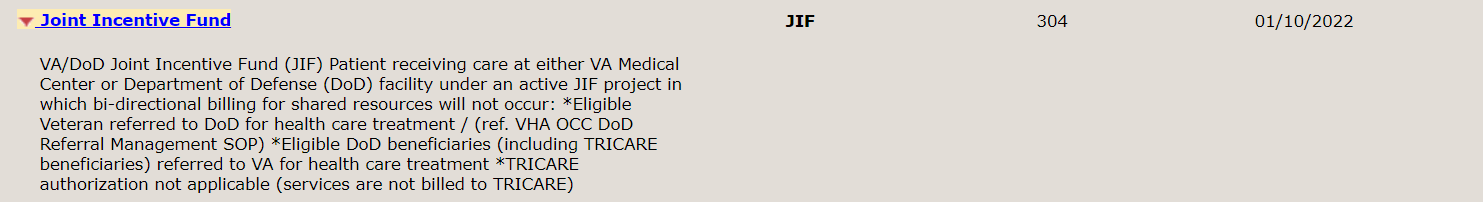 Joint Incentive Fund JIF 304 01/10/2022
VA/DoD Joint Incentive Fund (JIF) Patient receiving care at either VA Medical
Center or Department of Defense (DoD) facility under an active JIF project in
which bi-directional billing for shared resources will not occur: *Eligible
Veteran referred to DoD for health care treatment / (ref. VHA OCC DoD
Referral Management SOP) *Eligible DoD beneficiaries (including TRICARE
beneficiaries) referred to VA for health care treatment *TRICARE
authorization not applicable (services are not billed to TRICARE)